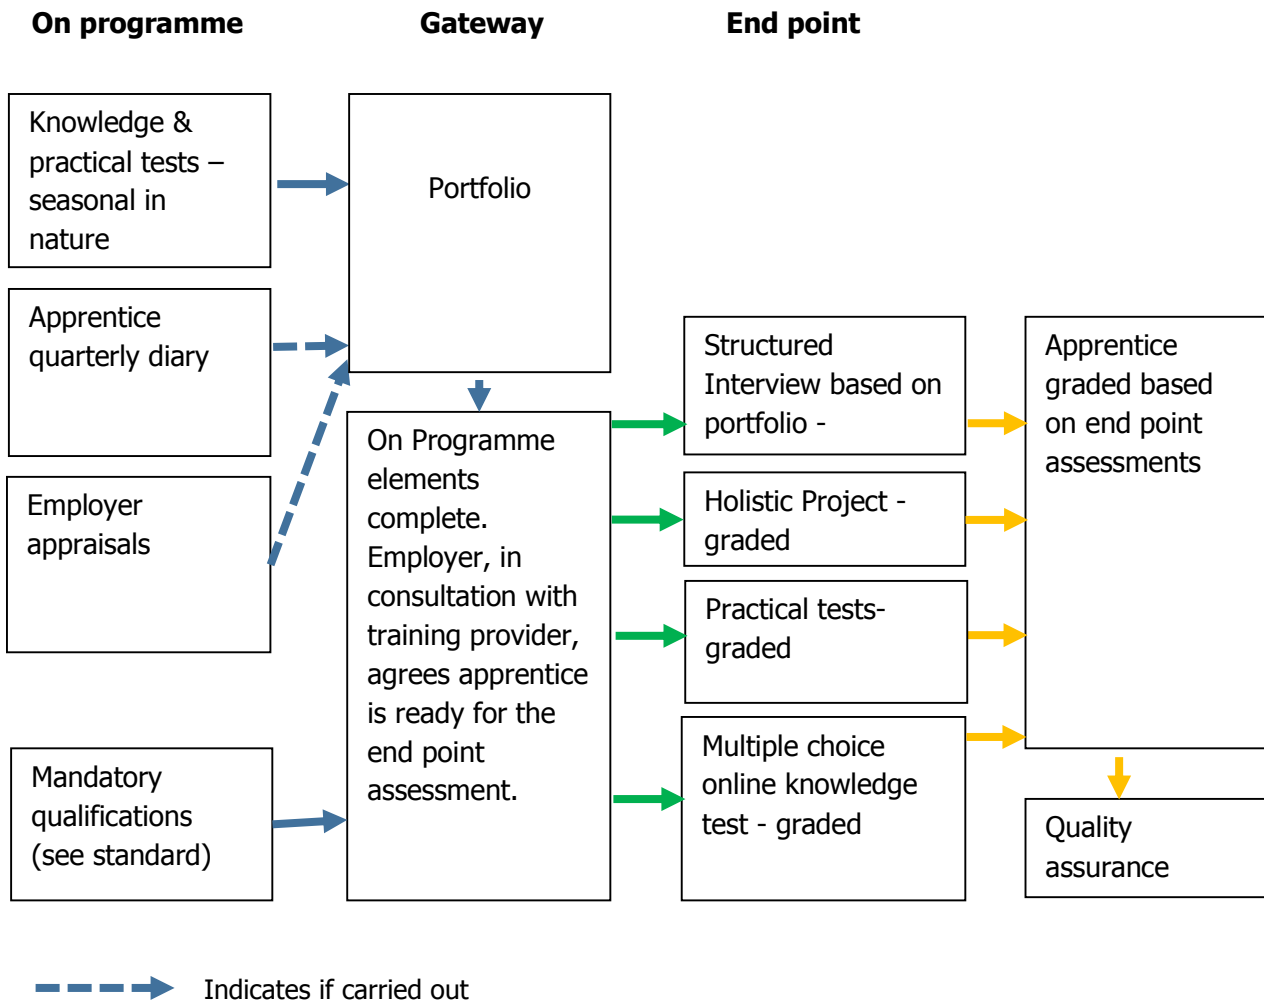 On programme
Gateway
End point
Knowledge &
practical tests –
seasonal in
nature
Portfolio
Apprentice
quarterly diary
Employer
appraisals
Mandatory
qualifications
(see standard)
On Programme
elements
complete.
Employer, in
consultation with
training provider,
agrees apprentice
is ready for the
end point
assessment.
Structured
Interview based on
portfolio -
Holistic Project -
graded
Practical tests-
graded
Multiple choice
online knowledge
test - graded
Apprentice
graded based
on end point
assessments
Quality
assurance
Indicates if carried out